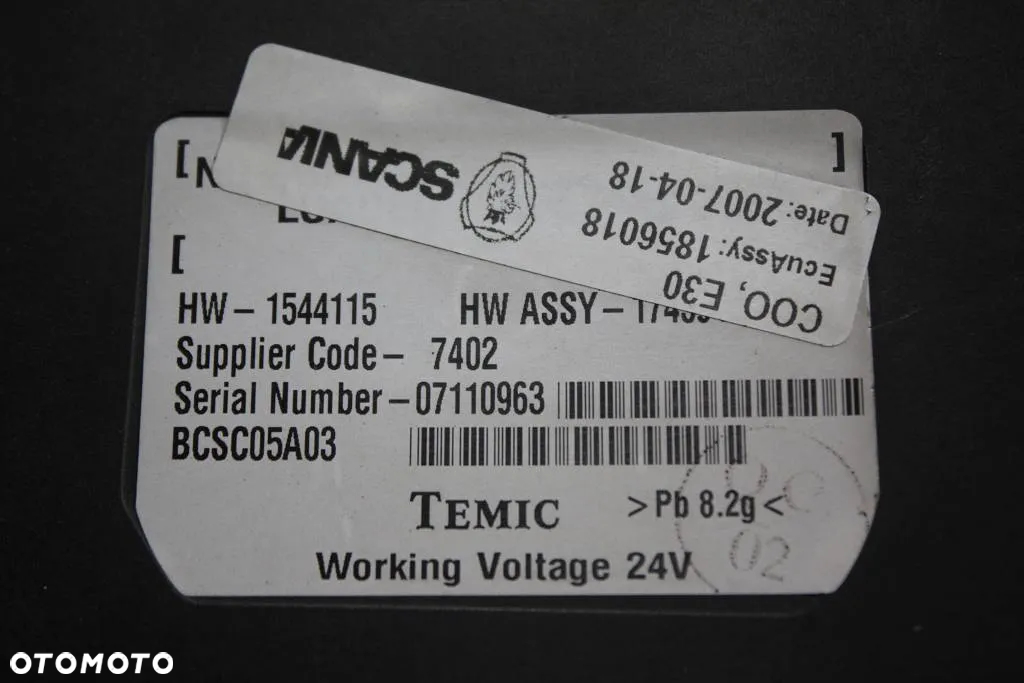 SCANIA
Date: 2007-04-18
EcuAssy: 1856018
COO, E30
[ ]
[
HW – 1544115 HW ASSY –
Supplier Code – 7402
Serial Number – 07110963
BCSC05A03
TEMIC >Pb 8.2g<
02
Working Voltage 24V
OTOMOTO